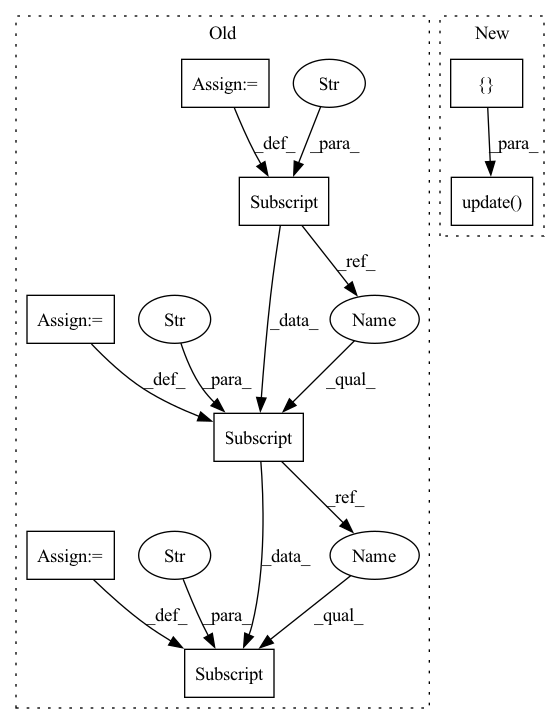 Old
New
Assign:=
Str
{}
_def_
_para_
_para_
Subscript
update()
_ref_
Assign:=
Str
_data_
Name
_def_
_para_
_qual_
Subscript
_ref_
Assign:=
Str
_data_
Name
_def_
_para_
_qual_
Subscript